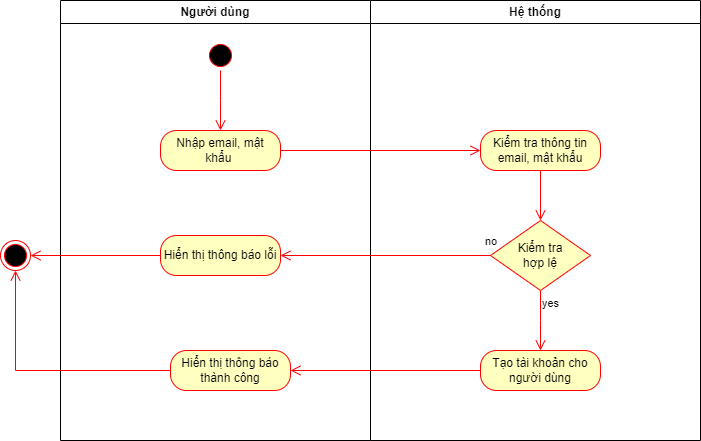 Người dùng
Hệ thống
Nhập email, mật
khẩu
Kiểm tra thông tin
email, mật khẩu
no
Kiểm tra
hợp lệ
Hiển thị thông báo lỗi
yes
Hiển thị thông báo
thành công
Tạo tài khoản cho
người dùng